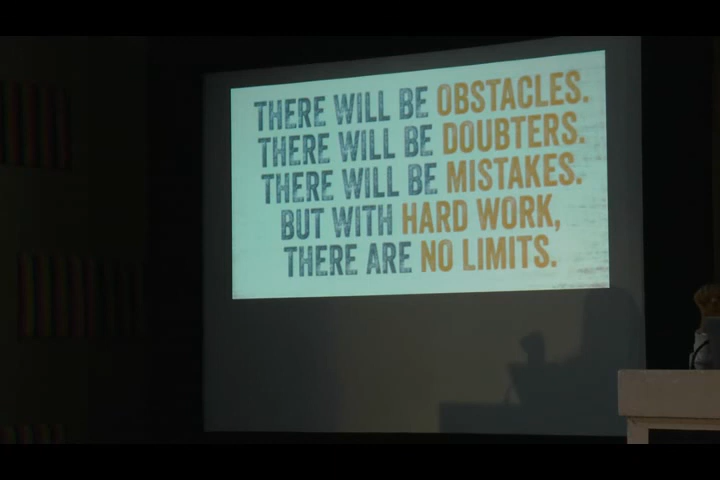 THERE WILL BE OBSTACLES.
THERE WILL BE DOUBTERS.
THERE WILL BE MISTAKES.
BUT WITH HARD WORK,
THERE ARE NO LIMITS.